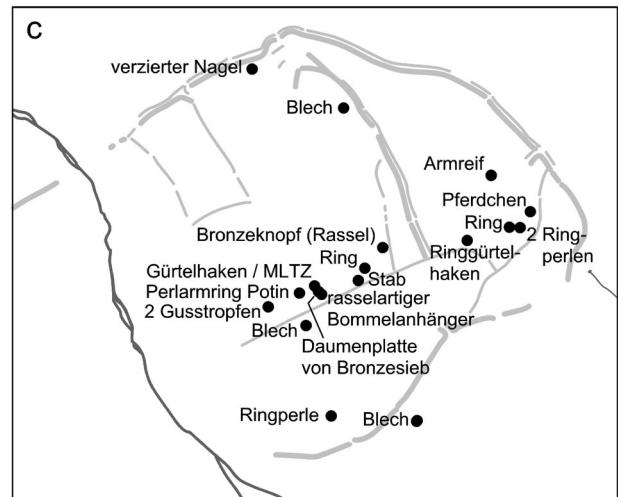 C
verzierter Nagel
Blech
Armreif
Pferdchen
Ring
2 Ring-
perlen
Ringgürtel-
haken
Bronzeknopf (Rassel)
Ring
Stab
Gürtelhaken / MLTZ
Perlarmring Potin
2 Gusstropfen
rasselartiger
Bommelanhänger
Blech
Daumenplatte
von Bronzesieb
Ringperle
Blech